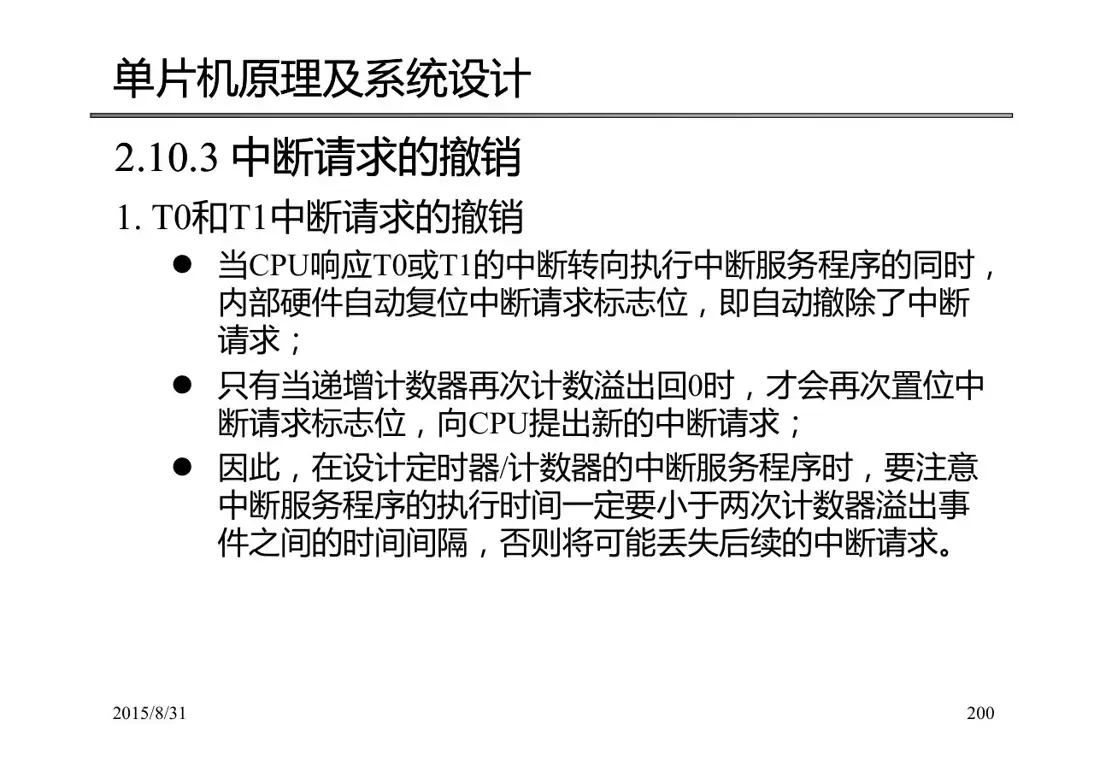 单片机原理及系统设计
2.10.3 中断请求的撤销
1. T0和T1中断请求的撤销
● 当CPU响应T0或T1的中断转向执行中断服务程序的同时，
内部硬件自动复位中断请求标志位，即自动撤除了中断
请求；
● 只有当递增计数器再次计数溢出回0时，才会再次置位中
断请求标志位，向CPU提出新的中断请求；
● 因此，在设计定时器/计数器的中断服务程序时，要注意
中断服务程序的执行时间一定要小于两次计数器溢出事
件之间的时间间隔，否则将可能丢失后续的中断请求。
2015/8/31
200